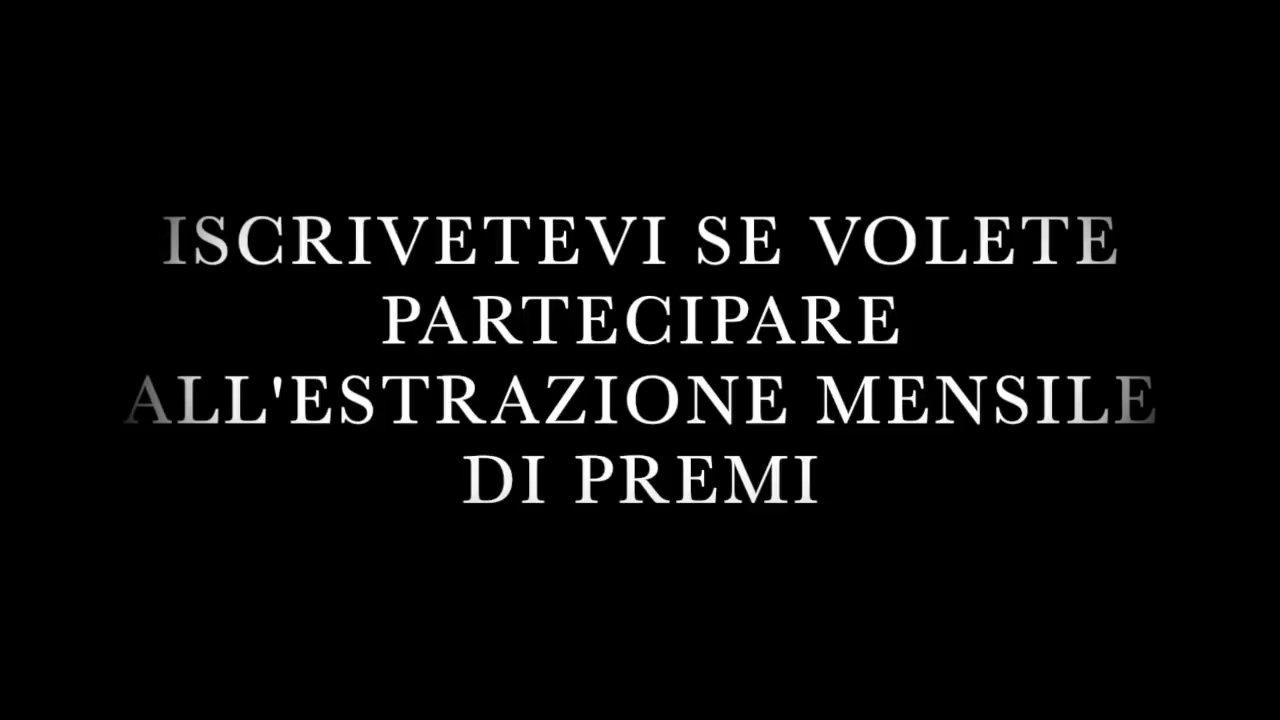 ISCRIVETEVI SE VOLETE
PARTECIPARE
ALL'ESTRAZIONE MENSILE
DI PREMI